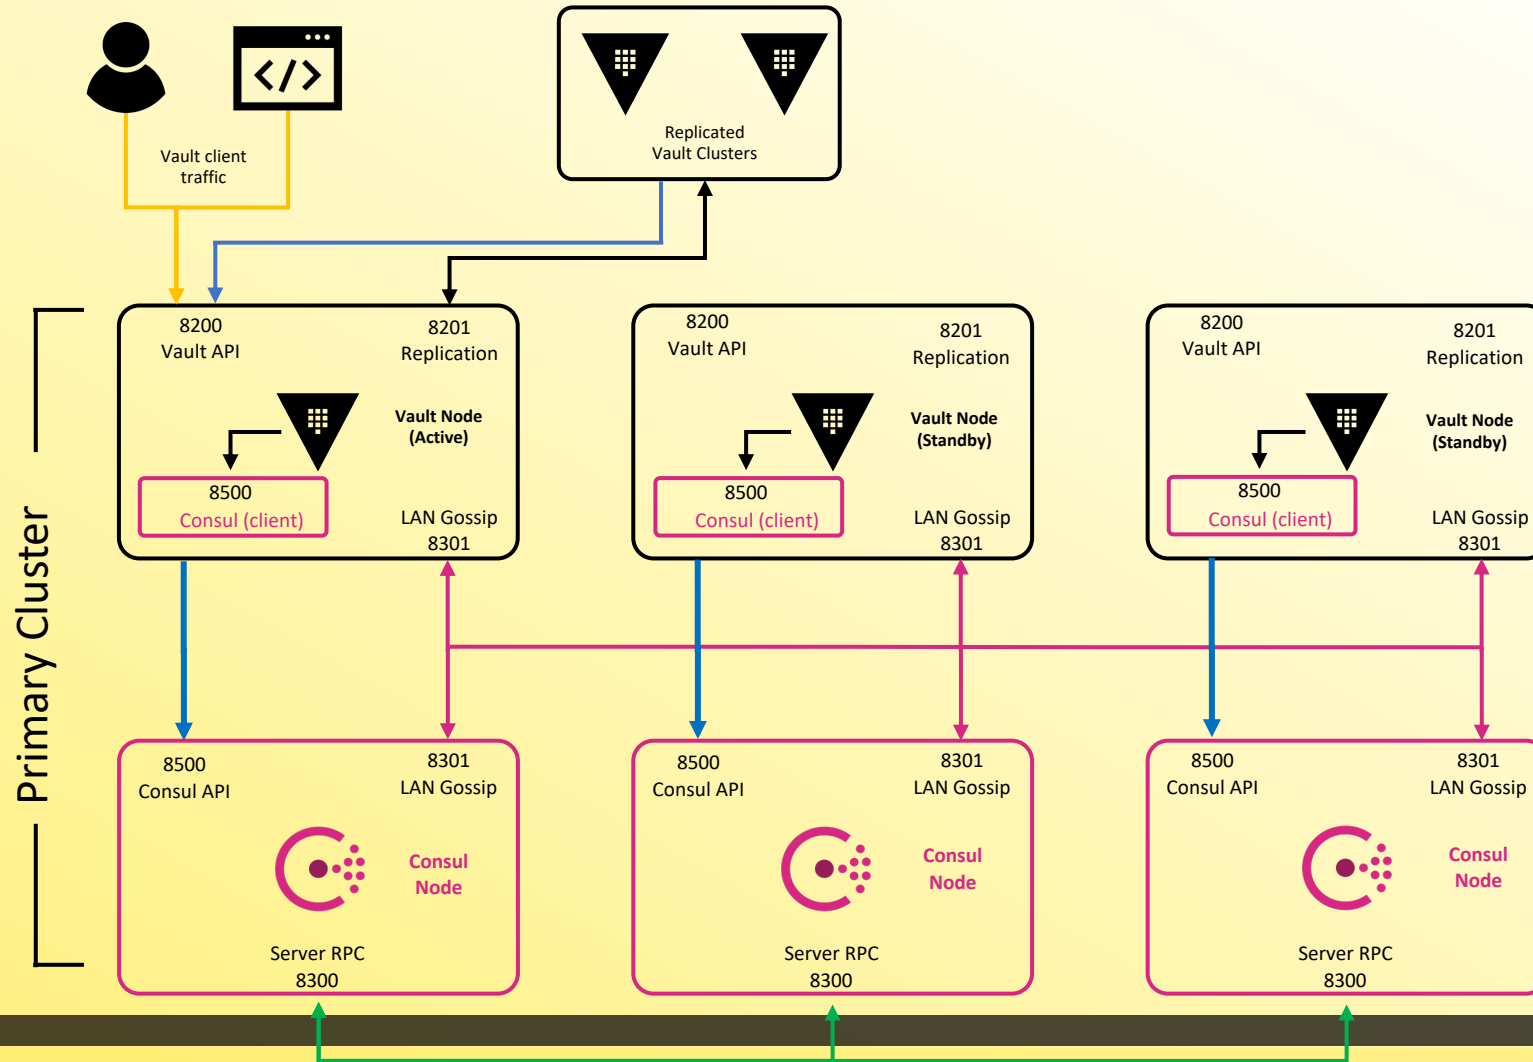 </>
Vault client
traffic
Replicated
Vault Clusters
Primary Cluster
8200
Vault API
8201
Replication
Vault Node
(Active)
8500
Consul (client)
LAN Gossip
8301
8200
Vault API
8201
Replication
Vault Node
(Standby)
8500
Consul (client)
LAN Gossip
8301
8200
Vault API
8201
Replication
Vault Node
(Standby)
8500
Consul (client)
LAN Gossip
8301
8500
Consul API
8301
LAN Gossip
Consul
Node
Server RPC
8300
8500
Consul API
8301
LAN Gossip
Consul
Node
Server RPC
8300
8500
Consul API
8301
LAN Gossip
Consul
Node
Server RPC
8300